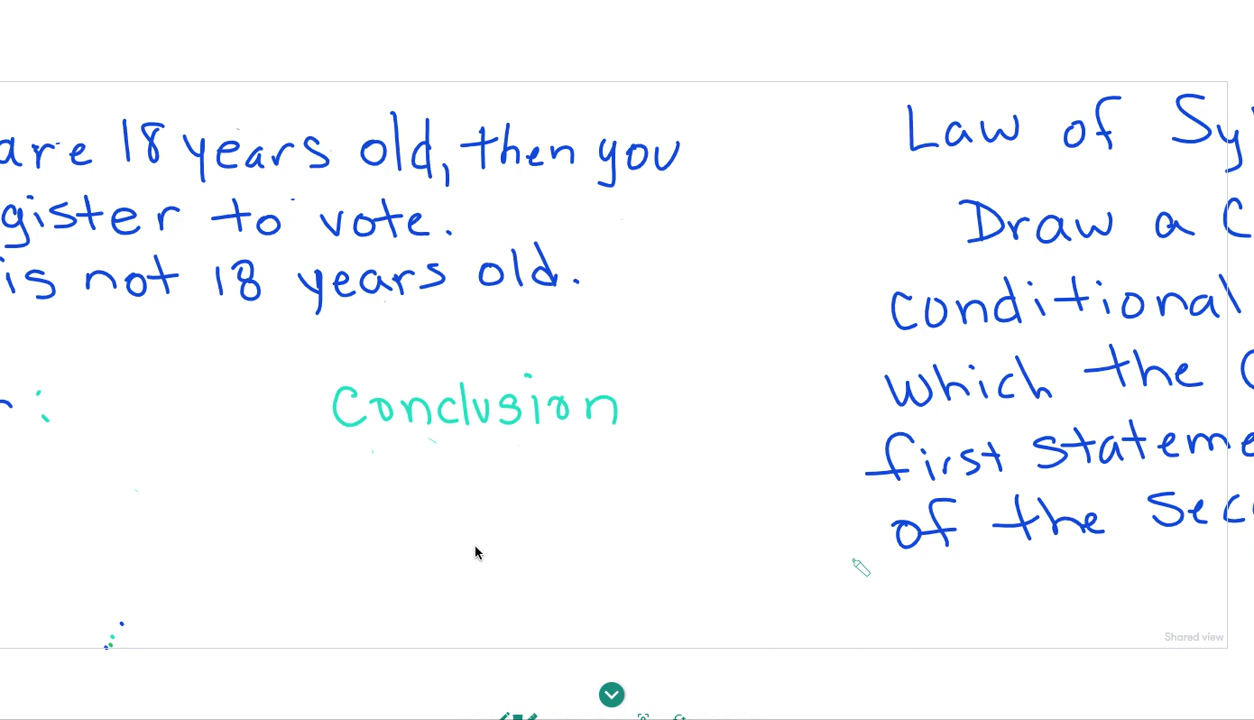 are 18 years old, then you
gister to vote.
is not 18 years old.
:
Conclusion
Law of Sy
Draw a C
conditional
which the
first stateme
of the Seco
Shared view